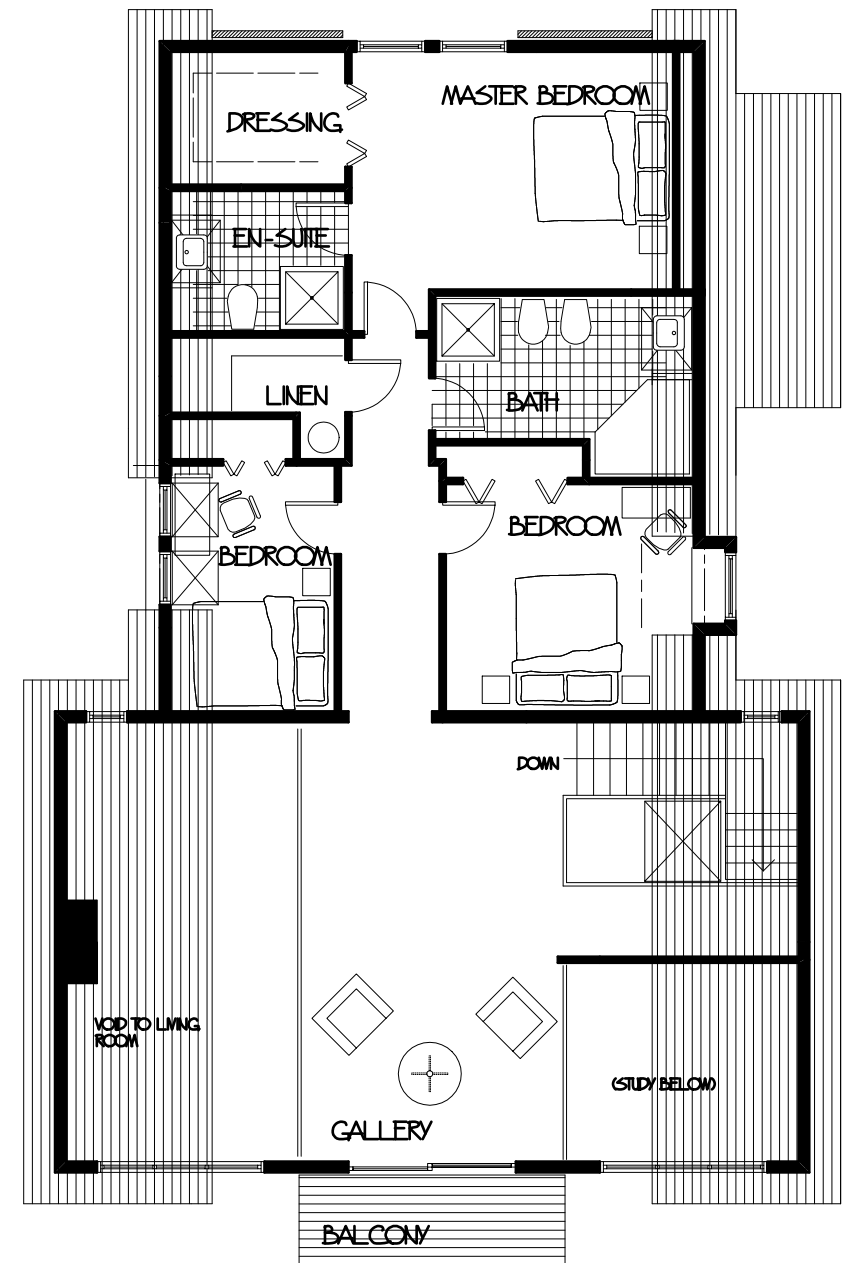 MASTER BEDROOM
DRESSING
EN-SUITE
LINEN
BATH
BEDROOM
BEDROOM
DOWN
VOID TO LIVING
ROOM
(STUDY BELOW)
GALLERY
BALCONY